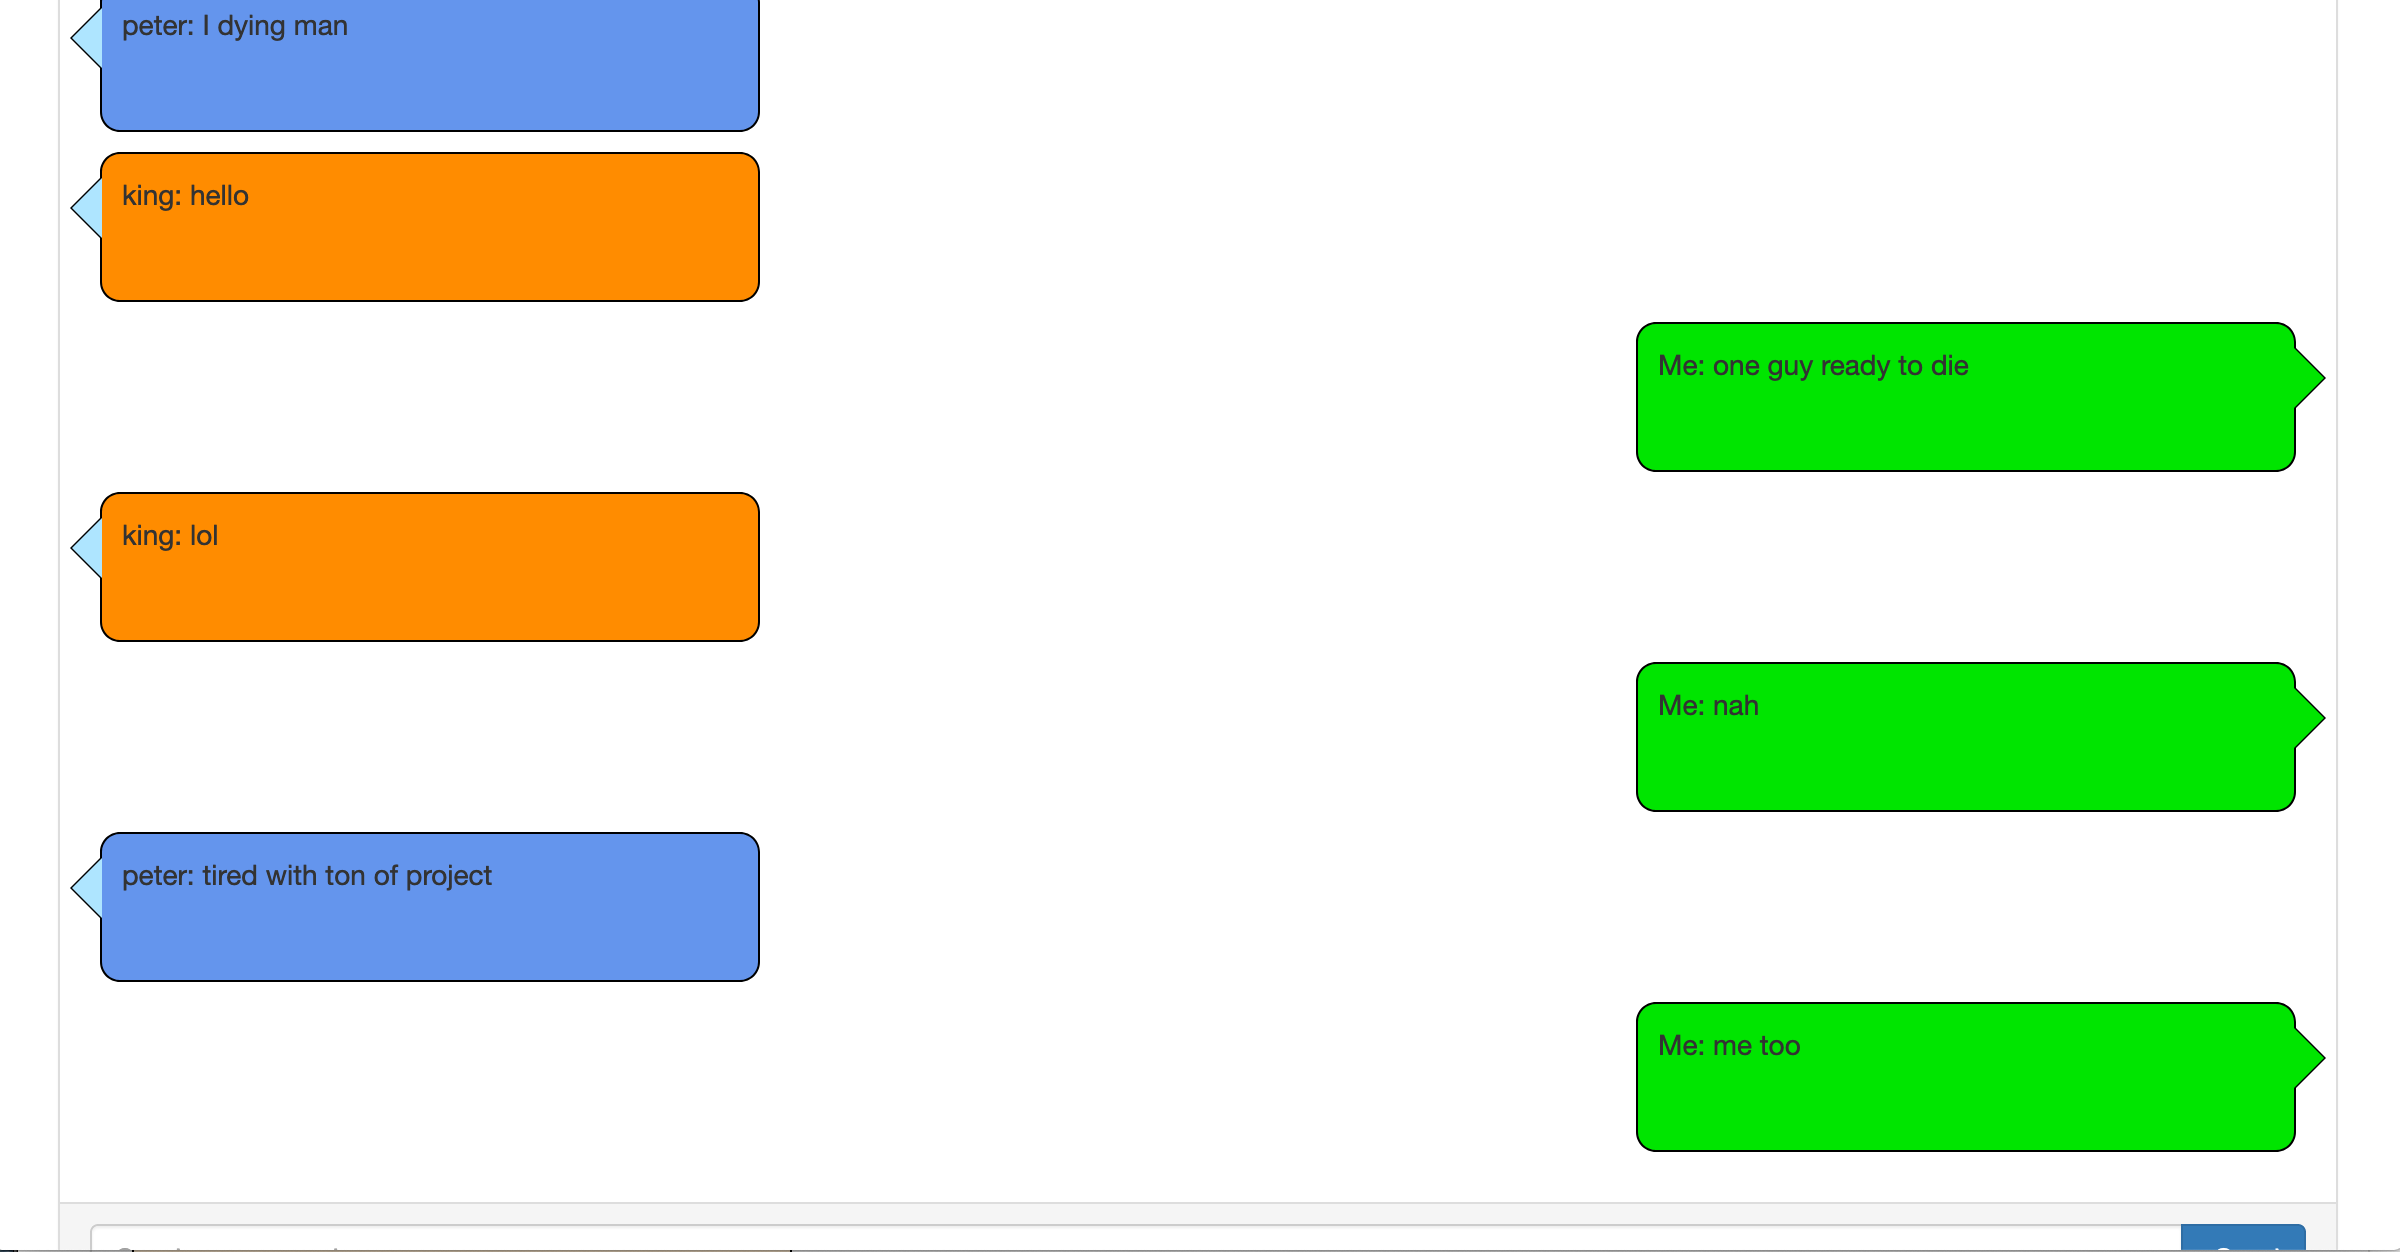 peter: I dying man
king: hello
Me: one guy ready to die
king: lol
Me: nah
peter: tired with ton of project
Me: me too